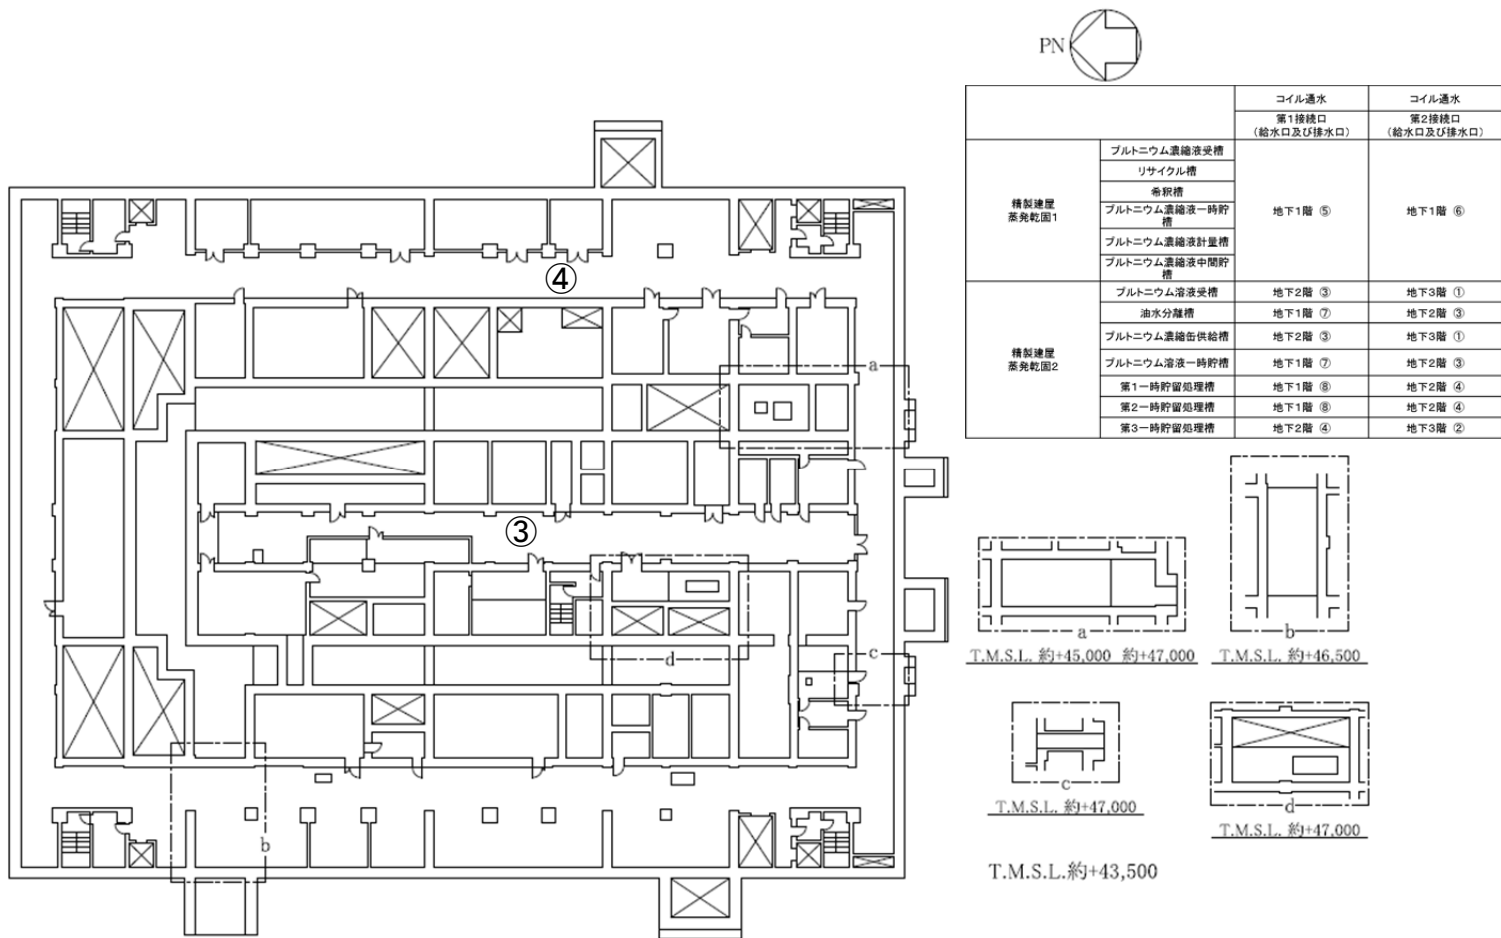 PN
コイル通水
コイル通水
第1接続口
(給水口及び排水口)
第2接続口
(給水口及び排水口)
精製建屋
蒸発乾固1
プルトニウム濃縮液受槽
リサイクル槽
希釈槽
プルトニウム濃縮液一時貯
槽
プルトニウム濃縮液計量槽
プルトニウム濃縮液中間貯
槽
地下1階 ⑤
地下1階 ⑥
精製建屋
蒸発乾固2
プルトニウム溶液受槽
地下2階 ③
地下3階 ①
油水分離槽
地下1階 ⑦
地下2階 ③
プルトニウム濃縮缶供給槽
地下2階 ③
地下3階 ①
プルトニウム溶液一時貯槽
地下1階 ⑦
地下2階 ③
第1一時貯留処理槽
地下1階 ⑧
地下2階 ④
第2一時貯留処理槽
地下1階 ⑧
地下2階 ④
第3一時貯留処理槽
地下2階 ④
地下3階 ②
④
a
③
d
c
b
a
T.M.S.L. 約+45,000 約+47,000
b
T.M.S.L. 約+46,500
c
T.M.S.L. 約+47,000
d
T.M.S.L. 約+47,000
T.M.S.L.約+43,500